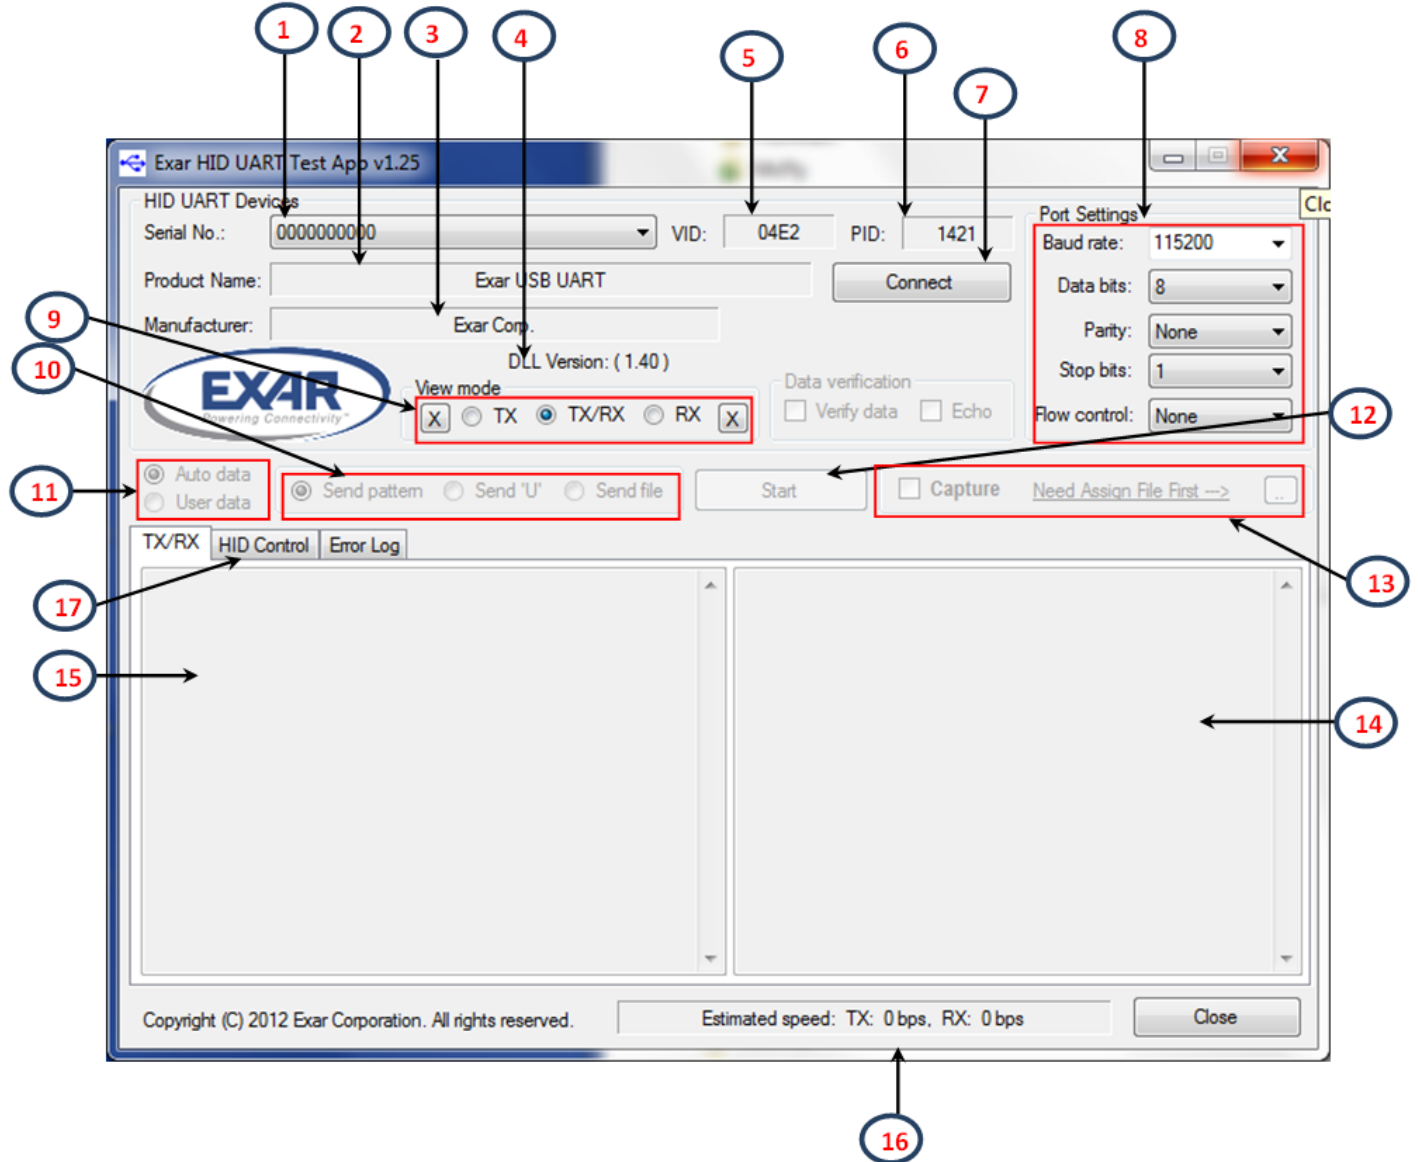 1 2 3 4 5 6 7 8
Exar HID UART Test App v1.25
HID UART Devices
Serial No.: 0000000000 VID: 04E2 PID: 1421
Port Settings
Clo
Baud rate: 115200
Product Name: Exar USB UART Connect
Data bits: 8
9
Manufacturer: Exar Corp.
Parity: None
10
DLL Version: ( 1.40 )
Stop bits: 1
EXAR
Powering Connectivity
View mode
X TX TX/RX RX X
Data verification
Verify data Echo
Flow control: None
12
11
Auto data
User data
Send pattern Send 'U' Send file
Start
Capture Need Assign File First ---> ..
TX/RX HID Control Error Log
13
17
15
14
Copyright (C) 2012 Exar Corporation. All rights reserved.
Estimated speed: TX: 0 bps, RX: 0 bps
Close
16